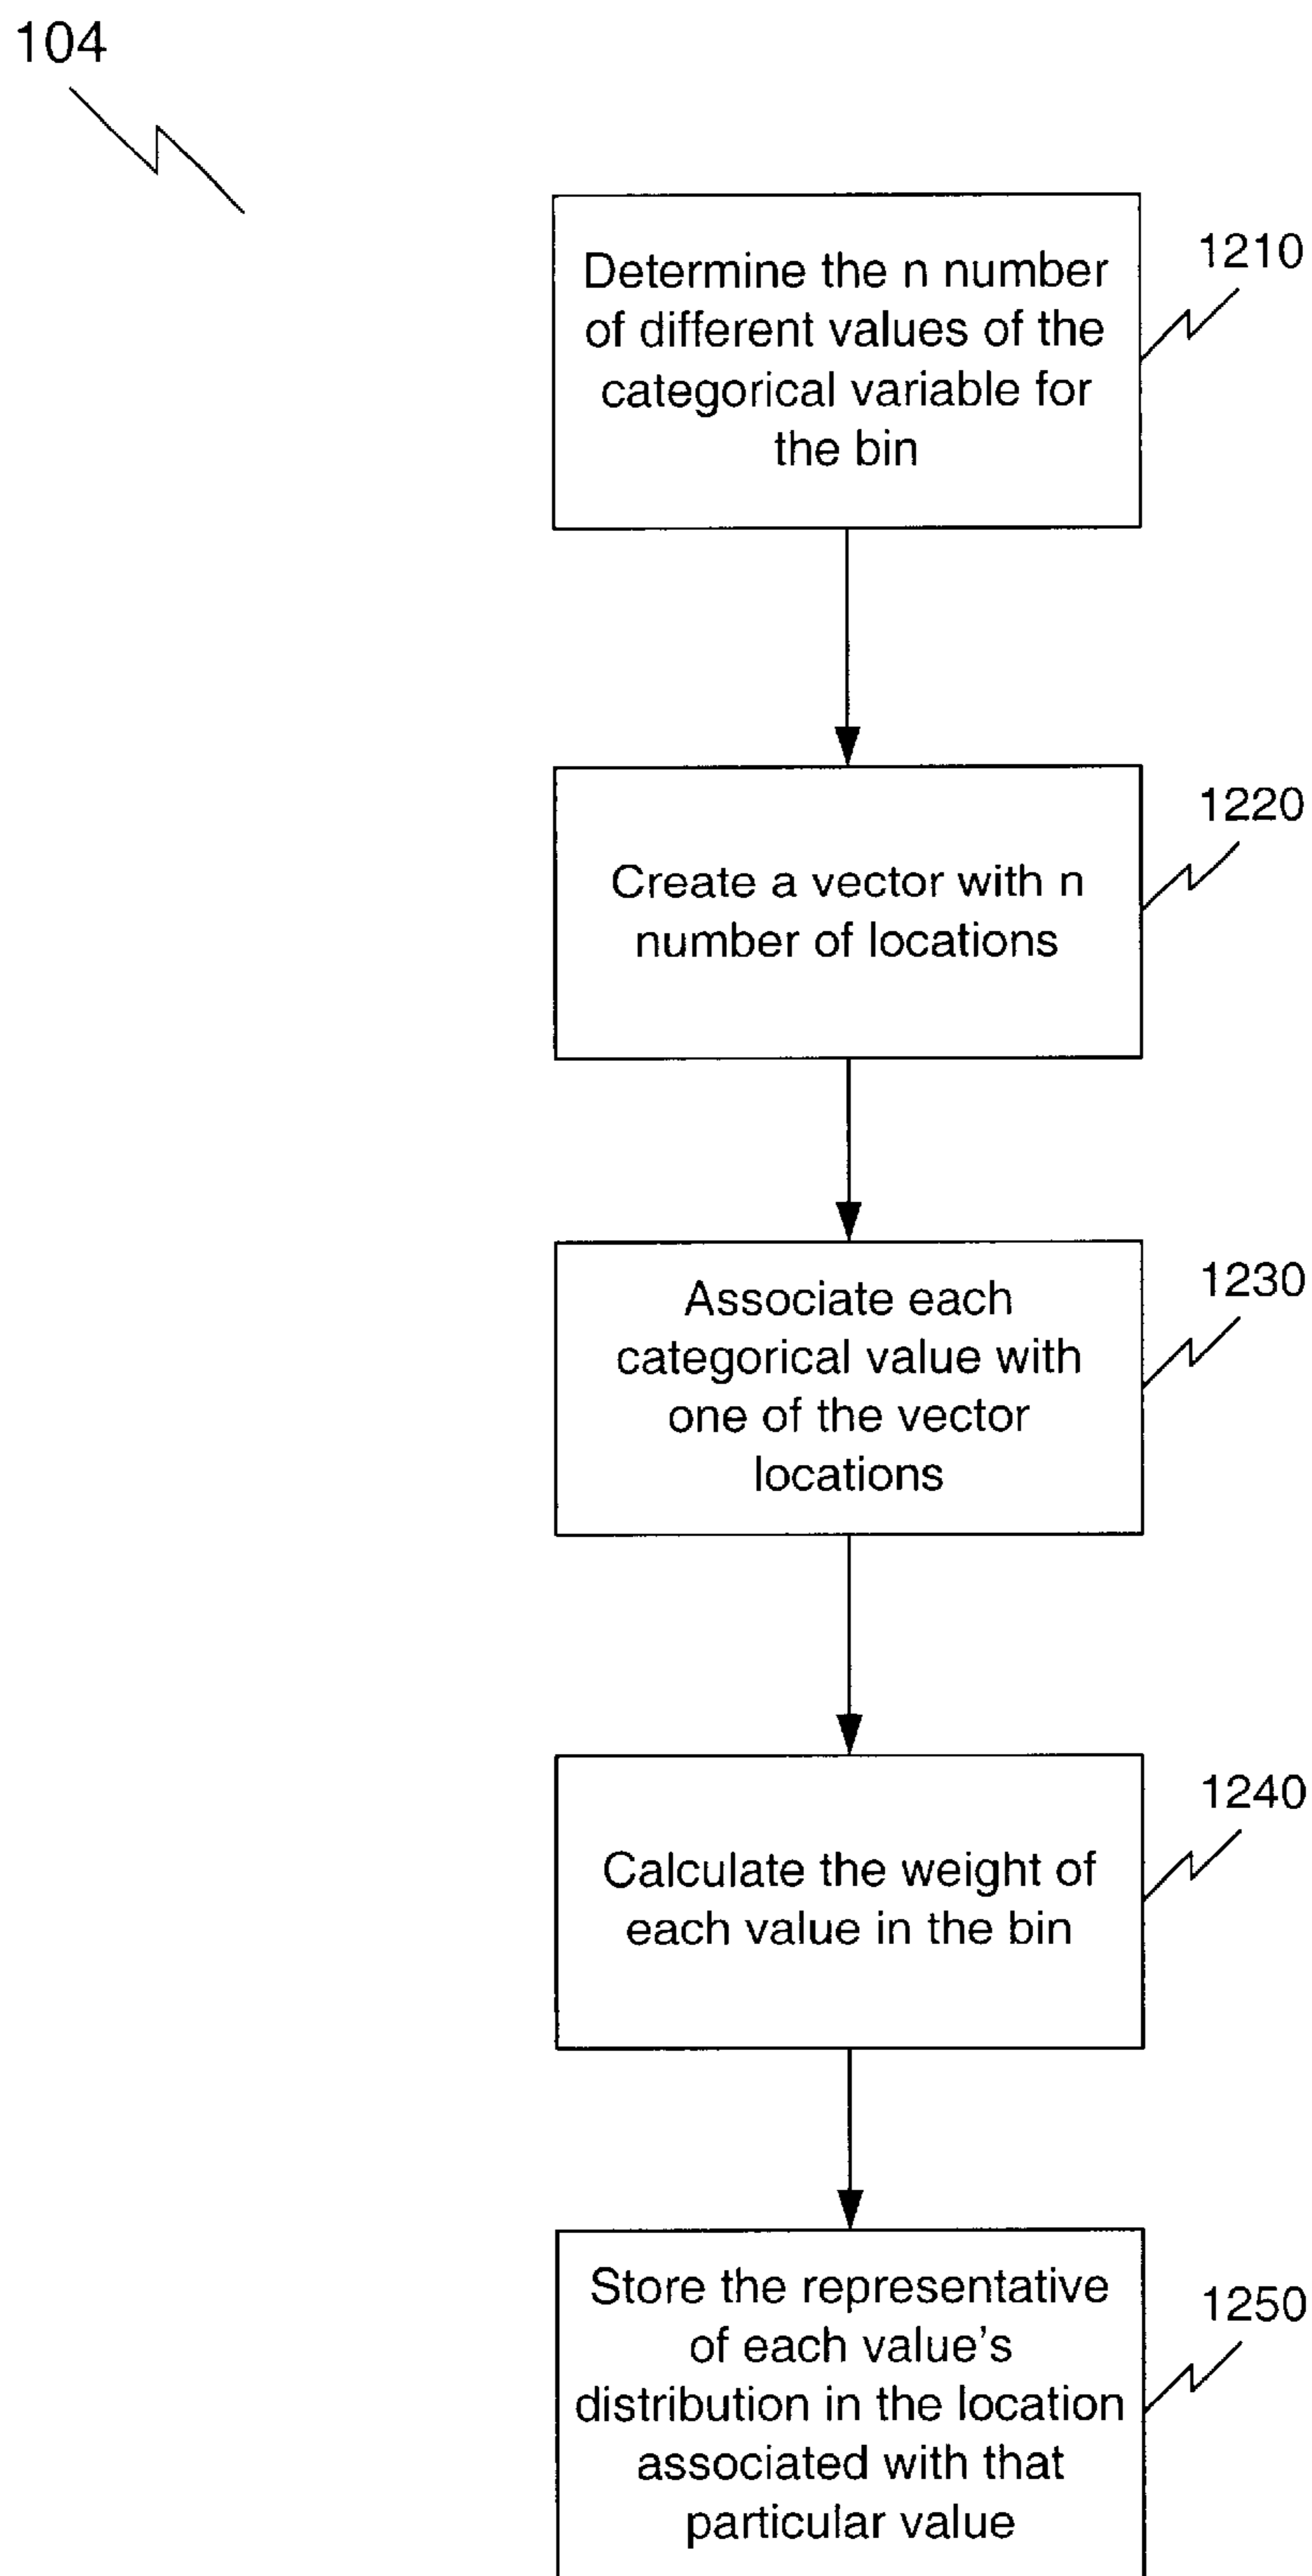 104
1210
Determine the n number
of different values of the
categorical variable for
the bin
1220
Create a vector with n
number of locations
1230
Associate each
categorical value with
one of the vector
locations
1240
Calculate the weight of
each value in the bin
1250
Store the representative
of each value's
distribution in the location
associated with that
particular value